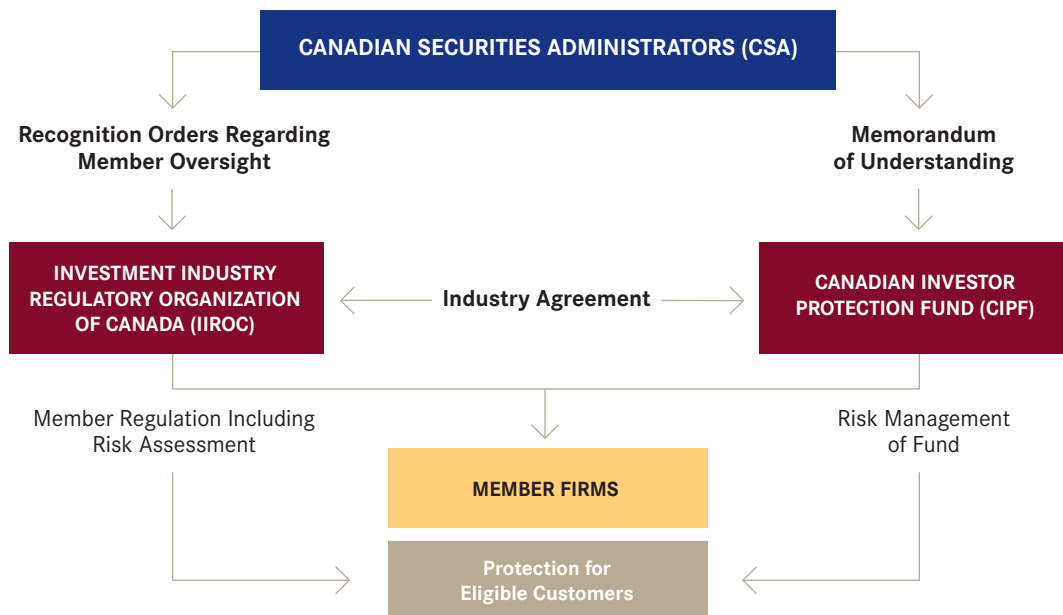 CANADIAN SECURITIES ADMINISTRATORS (CSA)
Recognition Orders Regarding
Member Oversight
Memorandum
of Understanding
INVESTMENT INDUSTRY
REGULATORY ORGANIZATION
OF CANADA (IIROC)
Industry Agreement
CANADIAN INVESTOR
PROTECTION FUND (CIPF)
Member Regulation Including
Risk Assessment
Risk Management
of Fund
MEMBER FIRMS
Protection for
Eligible Customers